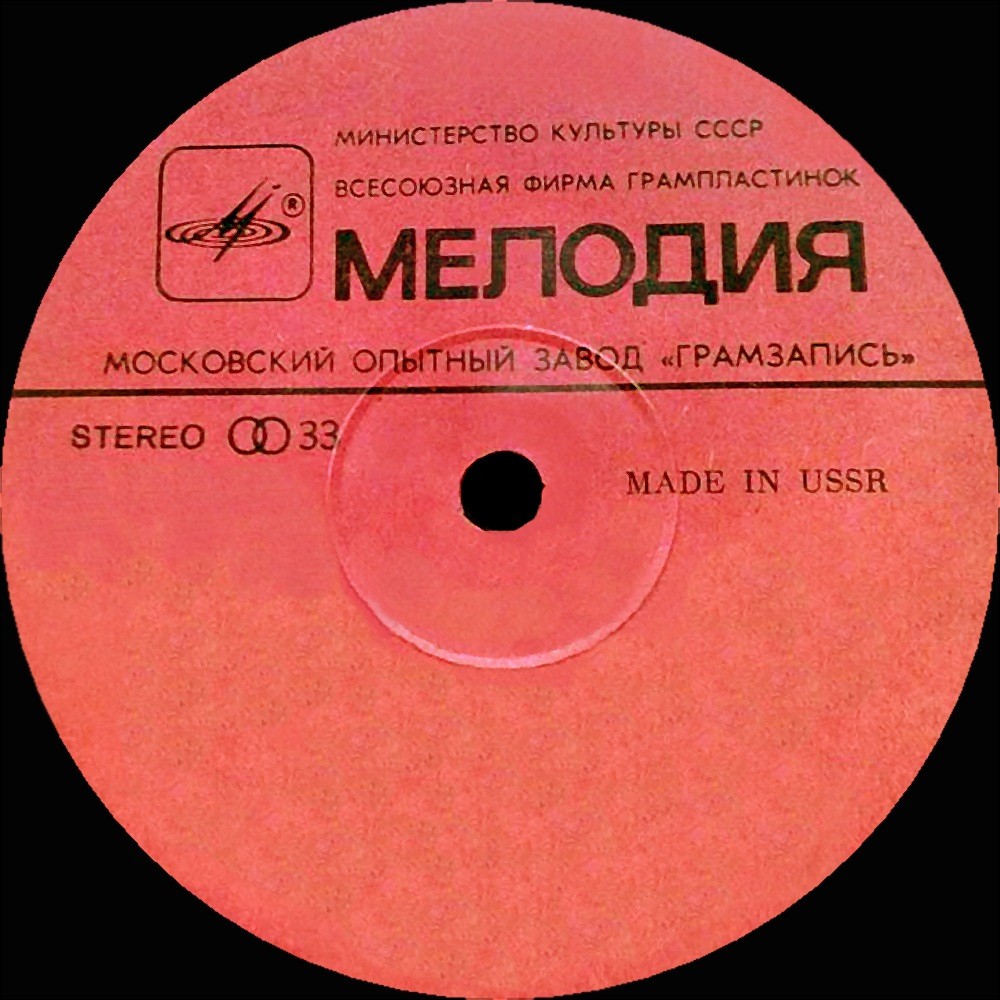 МИНИСТЕРСТВО КУЛЬТУРЫ СССР
ВСЕСОЮЗНАЯ ФИРМА ГРАМПЛАСТИНОК
®
МЕЛОДИЯ
МОСКОВСКИЙ ОПЫТНЫЙ ЗАВОД «ГРАМЗАПИСЬ»
STEREO 33
MADE IN USSR